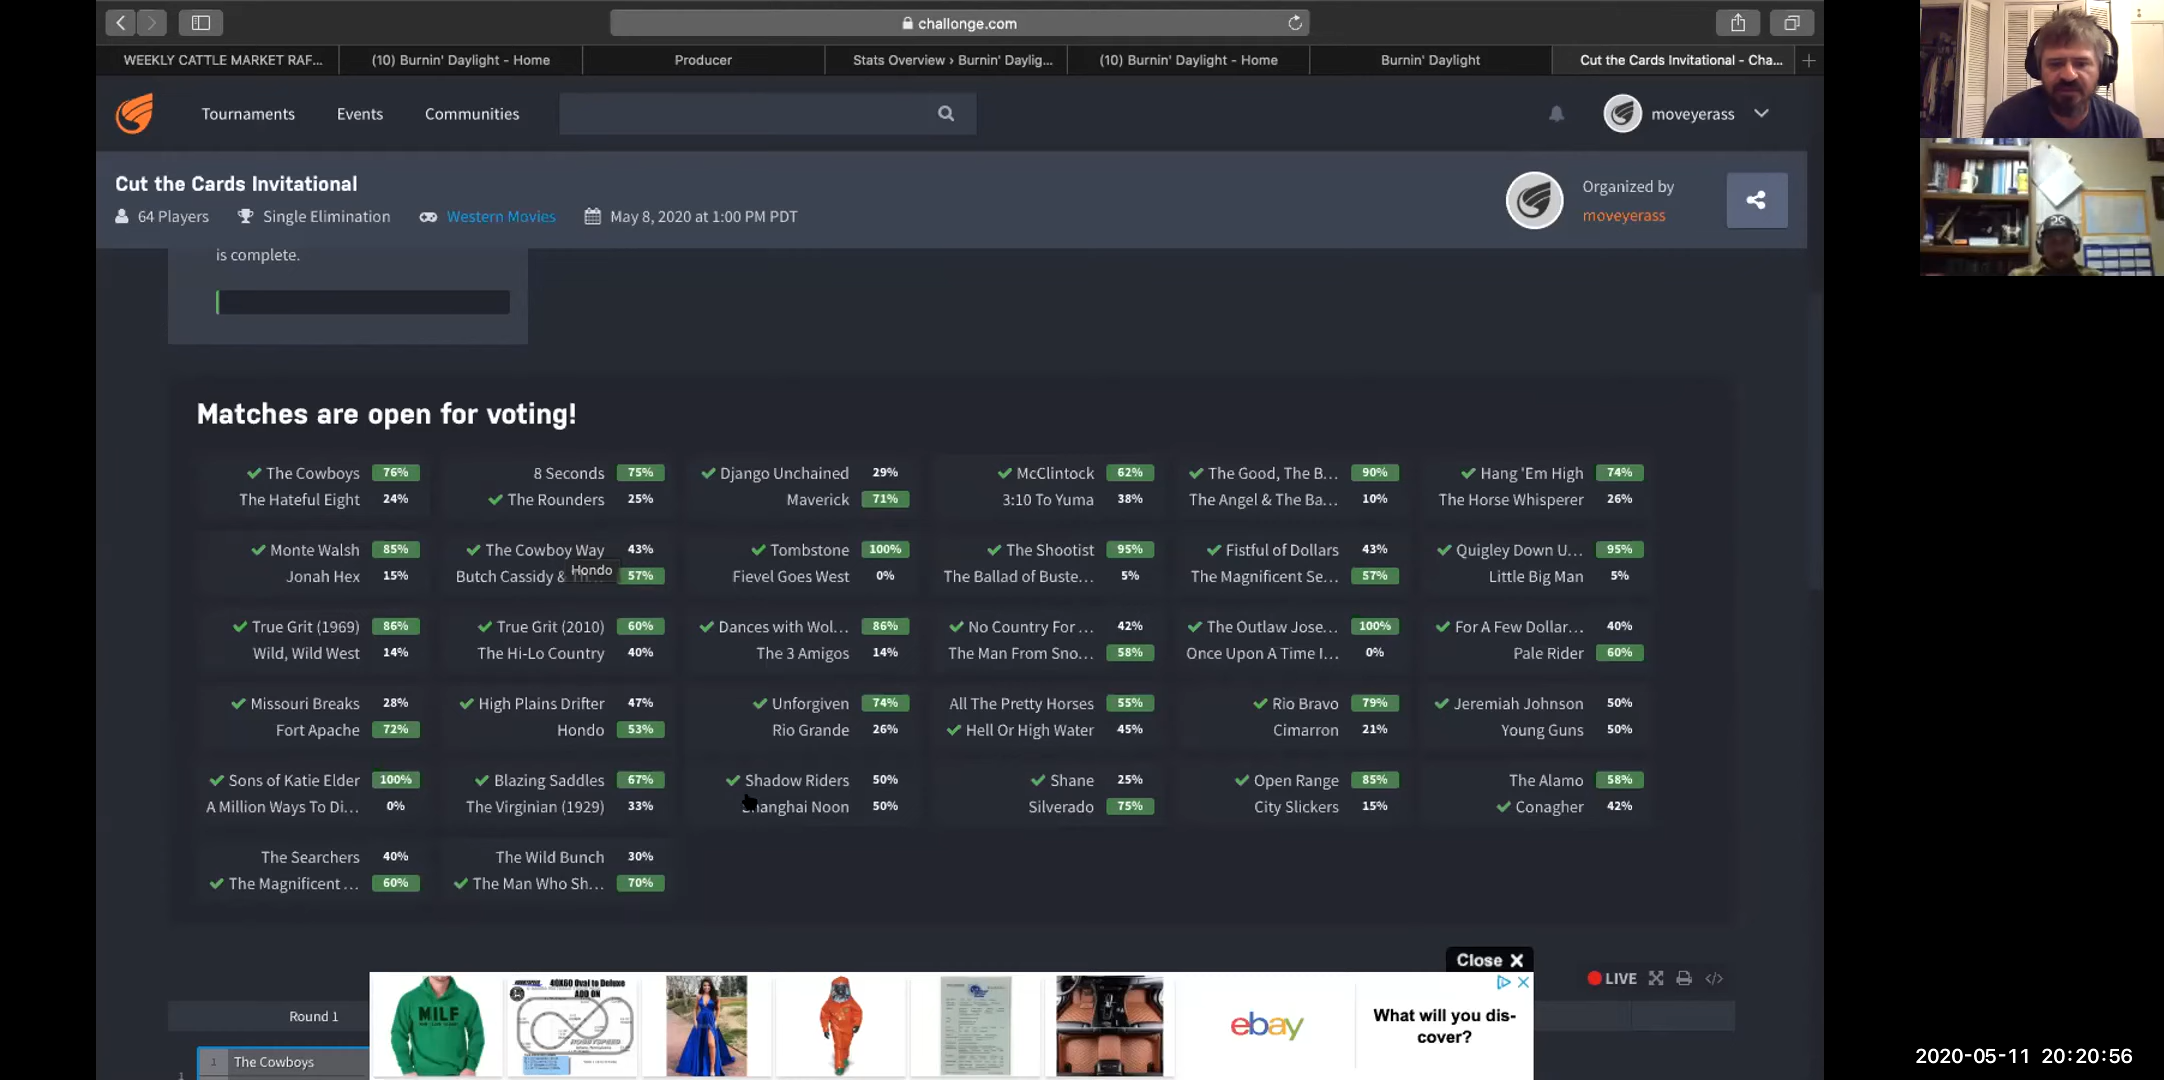 challonge.com
WEEKLY CATTLE MARKET RAF...
(10) Burnin' Daylight - Home
Producer
Stats Overview › Burnin' Daylig...
(10) Burnin' Daylight - Home
Burnin' Daylight
Cut the Cards Invitational - Cha...
Tournaments
Events
Communities
moveyerass
Cut the Cards Invitational
64 Players
Single Elimination
Western Movies
May 8, 2020 at 1:00 PM PDT
Organized by
moveyerass
is complete.
Matches are open for voting!
The Cowboys 76%
The Hateful Eight 24%
8 Seconds 75%
The Rounders 25%
Django Unchained 29%
Maverick 71%
McClintock 62%
3:10 To Yuma 38%
The Good, The B... 90%
The Angel & The Ba... 10%
Hang 'Em High 74%
The Horse Whisperer 26%
Monte Walsh 85%
Jonah Hex 15%
The Cowboy Way 43%
Butch Cassidy & 57%
Hondo
Tombstone 100%
Fievel Goes West 0%
The Shootist 95%
The Ballad of Buste... 5%
Fistful of Dollars 43%
The Magnificent Se... 57%
Quigley Down U... 95%
Little Big Man 5%
True Grit (1969) 86%
Wild, Wild West 14%
True Grit (2010) 60%
The Hi-Lo Country 40%
Dances with Wol... 86%
The 3 Amigos 14%
No Country For ... 42%
The Man From Sno... 58%
The Outlaw Jose... 100%
Once Upon A Time I... 0%
For A Few Dollar... 40%
Pale Rider 60%
Missouri Breaks 28%
Fort Apache 72%
High Plains Drifter 47%
Hondo 53%
Unforgiven 74%
Rio Grande 26%
All The Pretty Horses 55%
Hell Or High Water 45%
Rio Bravo 79%
Cimarron 21%
Jeremiah Johnson 50%
Young Guns 50%
Sons of Katie Elder 100%
A Million Ways To Di... 0%
Blazing Saddles 67%
The Virginian (1929) 33%
Shadow Riders 50%
Shanghai Noon 50%
Shane 25%
Silverado 75%
Open Range 85%
City Slickers 15%
The Alamo 58%
Conagher 42%
The Searchers 40%
The Magnificent ... 60%
The Wild Bunch 30%
The Man Who Sh... 70%
Close
LIVE
Round 1
1
1 The Cowboys
MILF
40X60 Oval to Deluxe
ADD ON
ebay
What will you dis-
cover?
2020-05-11 20:20:56